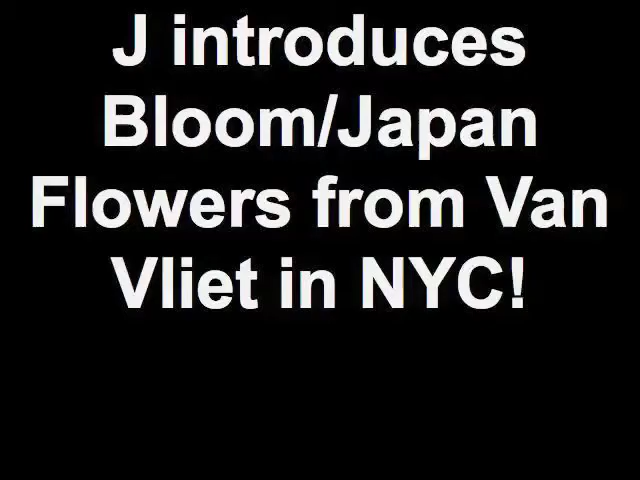 J introduces
Bloom/Japan
Flowers from Van
Vliet in NYC!